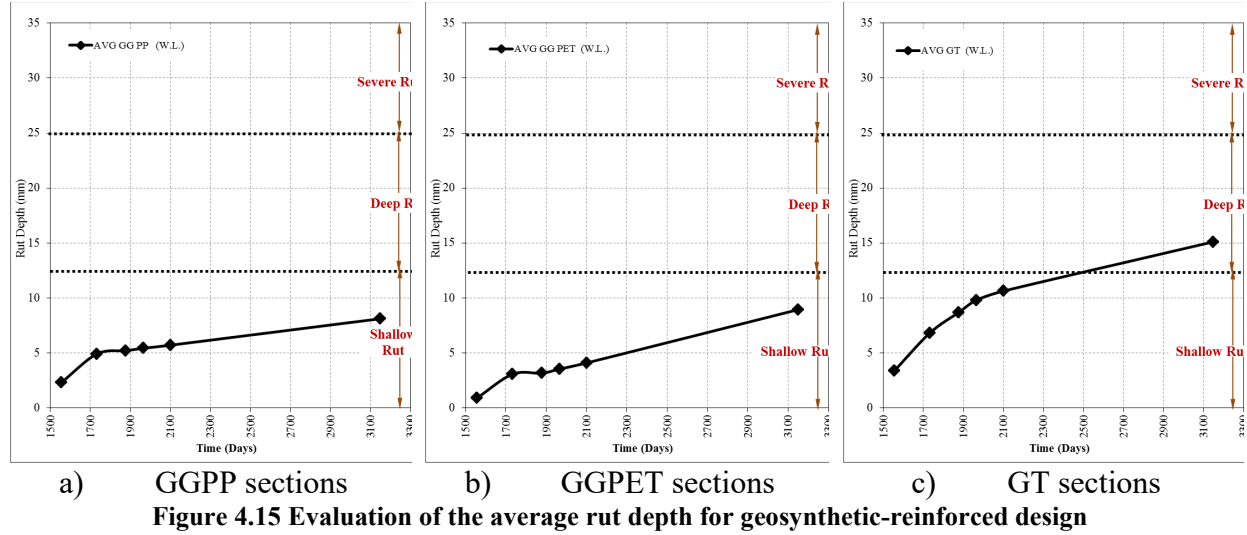 35
30
25
20
15
10
5
0
Rut Depth (mm)
AVG GG PP (W.L.)
Severe Ru
Deep R
Shallow
Rut
1500 1700 1900 2100 2300 2500 2700 2900 3100 3300
Time (Days)
35
30
25
20
15
10
5
0
Rut Depth (mm)
AVG GG PET (W.L.)
Severe R
Deep R
Shallow Ru
1500 1700 1900 2100 2300 2500 2700 2900 3100 3300
Time (Days)
35
30
25
20
15
10
5
0
Rut Depth (mm)
AVG GT (W.L.)
Severe R
Deep R
Shallow Ru
1500 1700 1900 2100 2300 2500 2700 2900 3100 3300
Time (Days)
a) GGPP sections b) GGPET sections c) GT sections
Figure 4.15 Evaluation of the average rut depth for geosynthetic-reinforced design